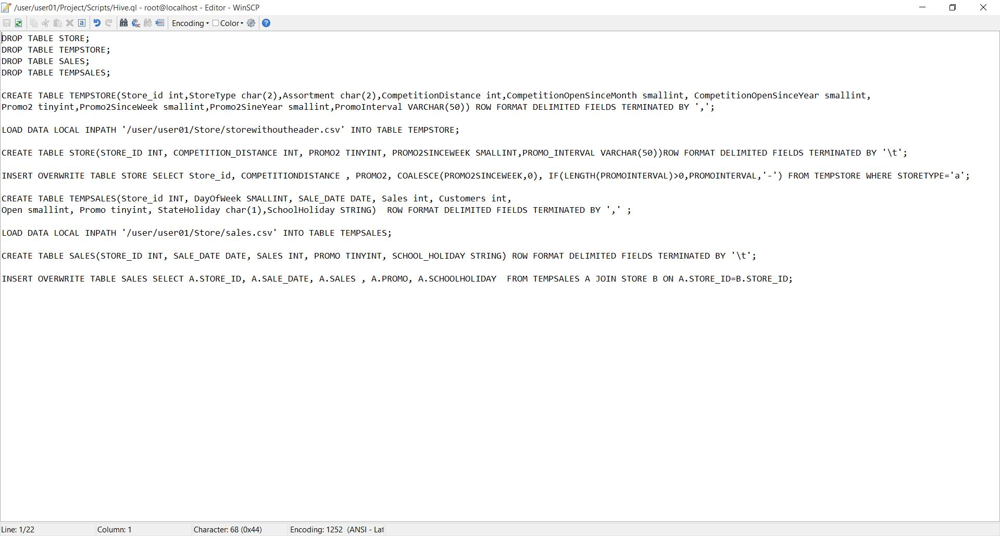 /user/user01/Project/Scripts/Hive.ql - root@localhost - Editor - WinSCP
Encoding Color
DROP TABLE STORE;
DROP TABLE TEMPSTORE;
DROP TABLE SALES;
DROP TABLE TEMPSALES;
CREATE TABLE TEMPSTORE(Store_id int,StoreType char(2),Assortment char(2),CompetitionDistance int,CompetitionOpenSinceMonth smallint, CompetitionOpenSinceYear smallint,
Promo2 tinyint,Promo2SinceWeek smallint,Promo2SineYear smallint,PromoInterval VARCHAR(50)) ROW FORMAT DELIMITED FIELDS TERMINATED BY ',';
LOAD DATA LOCAL INPATH '/user/user01/Store/storewithoutheader.csv' INTO TABLE TEMPSTORE;
CREATE TABLE STORE(STORE_ID INT, COMPETITION_DISTANCE INT, PROMO2 TINYINT, PROMO2SINCEWEEK SMALLINT,PROMO_INTERVAL VARCHAR(50))ROW FORMAT DELIMITED FIELDS TERMINATED BY '\t';
INSERT OVERWRITE TABLE STORE SELECT Store_id, COMPETITIONDISTANCE , PROMO2, COALESCE(PROMO2SINCEWEEK,0), IF(LENGTH(PROMOINTERVAL)>0,PROMOINTERVAL,'-') FROM TEMPSTORE WHERE STORETYPE='a';
CREATE TABLE TEMPSALES(Store_id INT, DayOfWeek SMALLINT, SALE_DATE DATE, Sales int, Customers int,
Open smallint, Promo tinyint, StateHoliday char(1),SchoolHoliday STRING)  ROW FORMAT DELIMITED FIELDS TERMINATED BY ',' ;
LOAD DATA LOCAL INPATH '/user/user01/Store/sales.csv' INTO TABLE TEMPSALES;
CREATE TABLE SALES(STORE_ID INT, SALE_DATE DATE, SALES INT, PROMO TINYINT, SCHOOL_HOLIDAY STRING) ROW FORMAT DELIMITED FIELDS TERMINATED BY '\t';
INSERT OVERWRITE TABLE SALES SELECT A.STORE_ID, A.SALE_DATE, A.SALES , A.PROMO, A.SCHOOLHOLIDAY  FROM TEMPSALES A JOIN STORE B ON A.STORE_ID=B.STORE_ID;
Line: 1/22 Column: 1 Character: 68 (0x44) Encoding: 1252 (ANSI - Lat